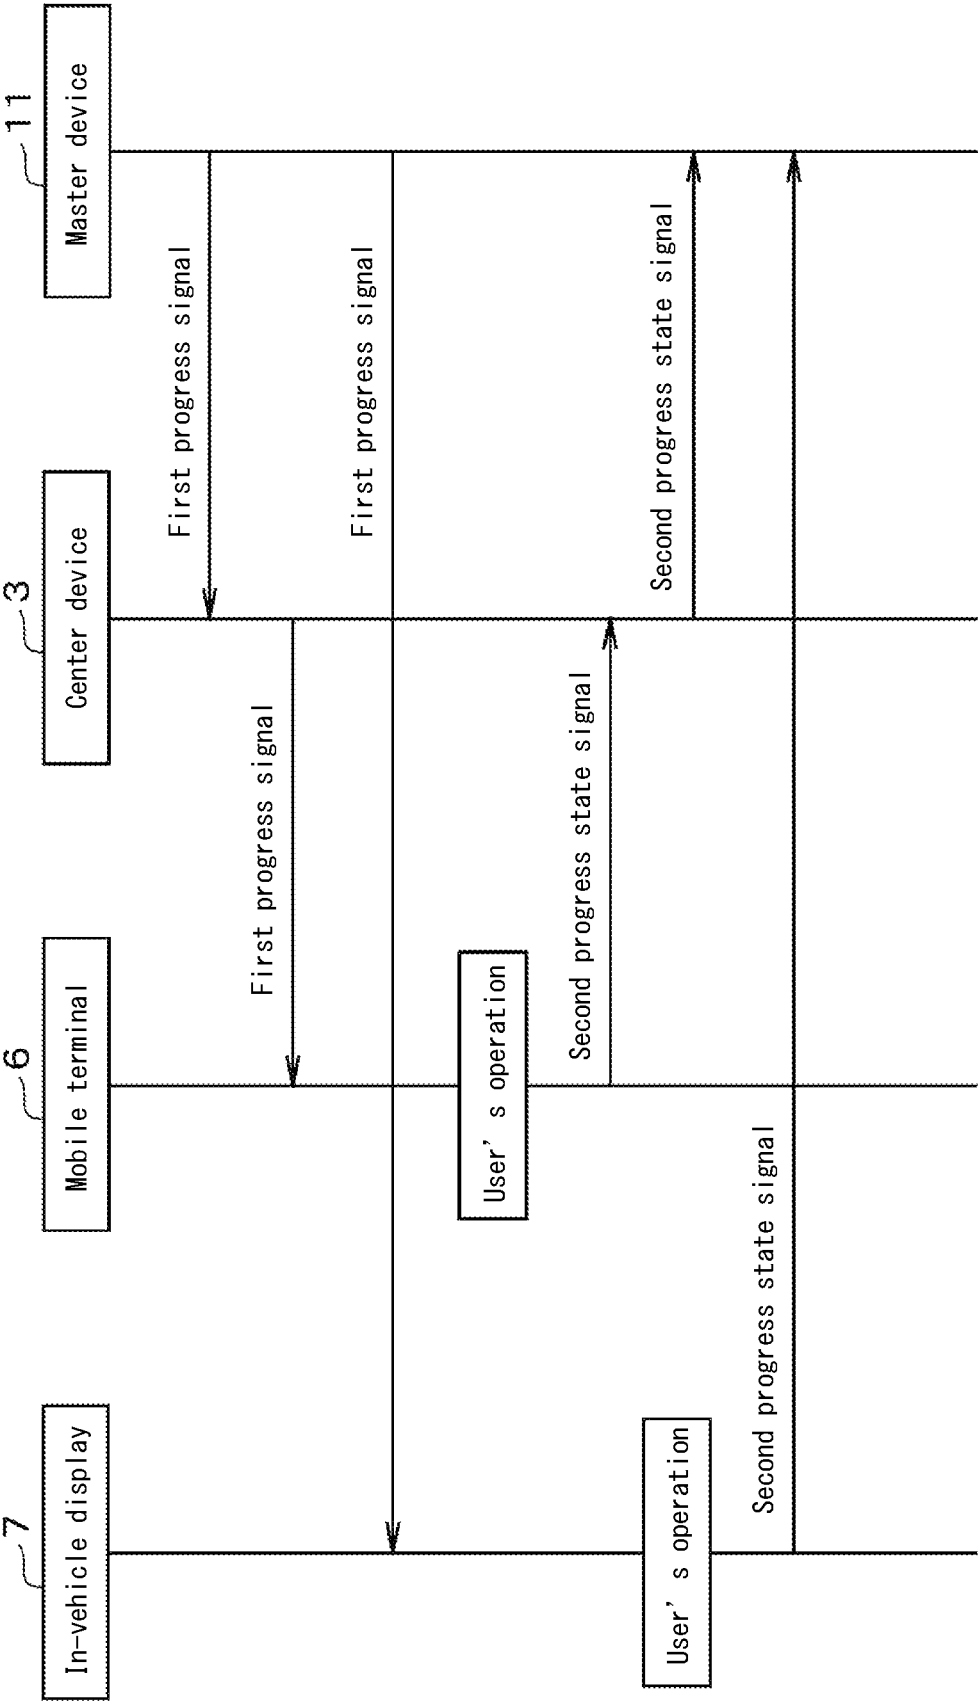 7
In-vehicle display
6
Mobile terminal
3
Center device
11
Master device
First progress signal
First progress signal
First progress signal
User's operation
Second progress state signal
User's operation
Second progress state signal
Second progress state signal